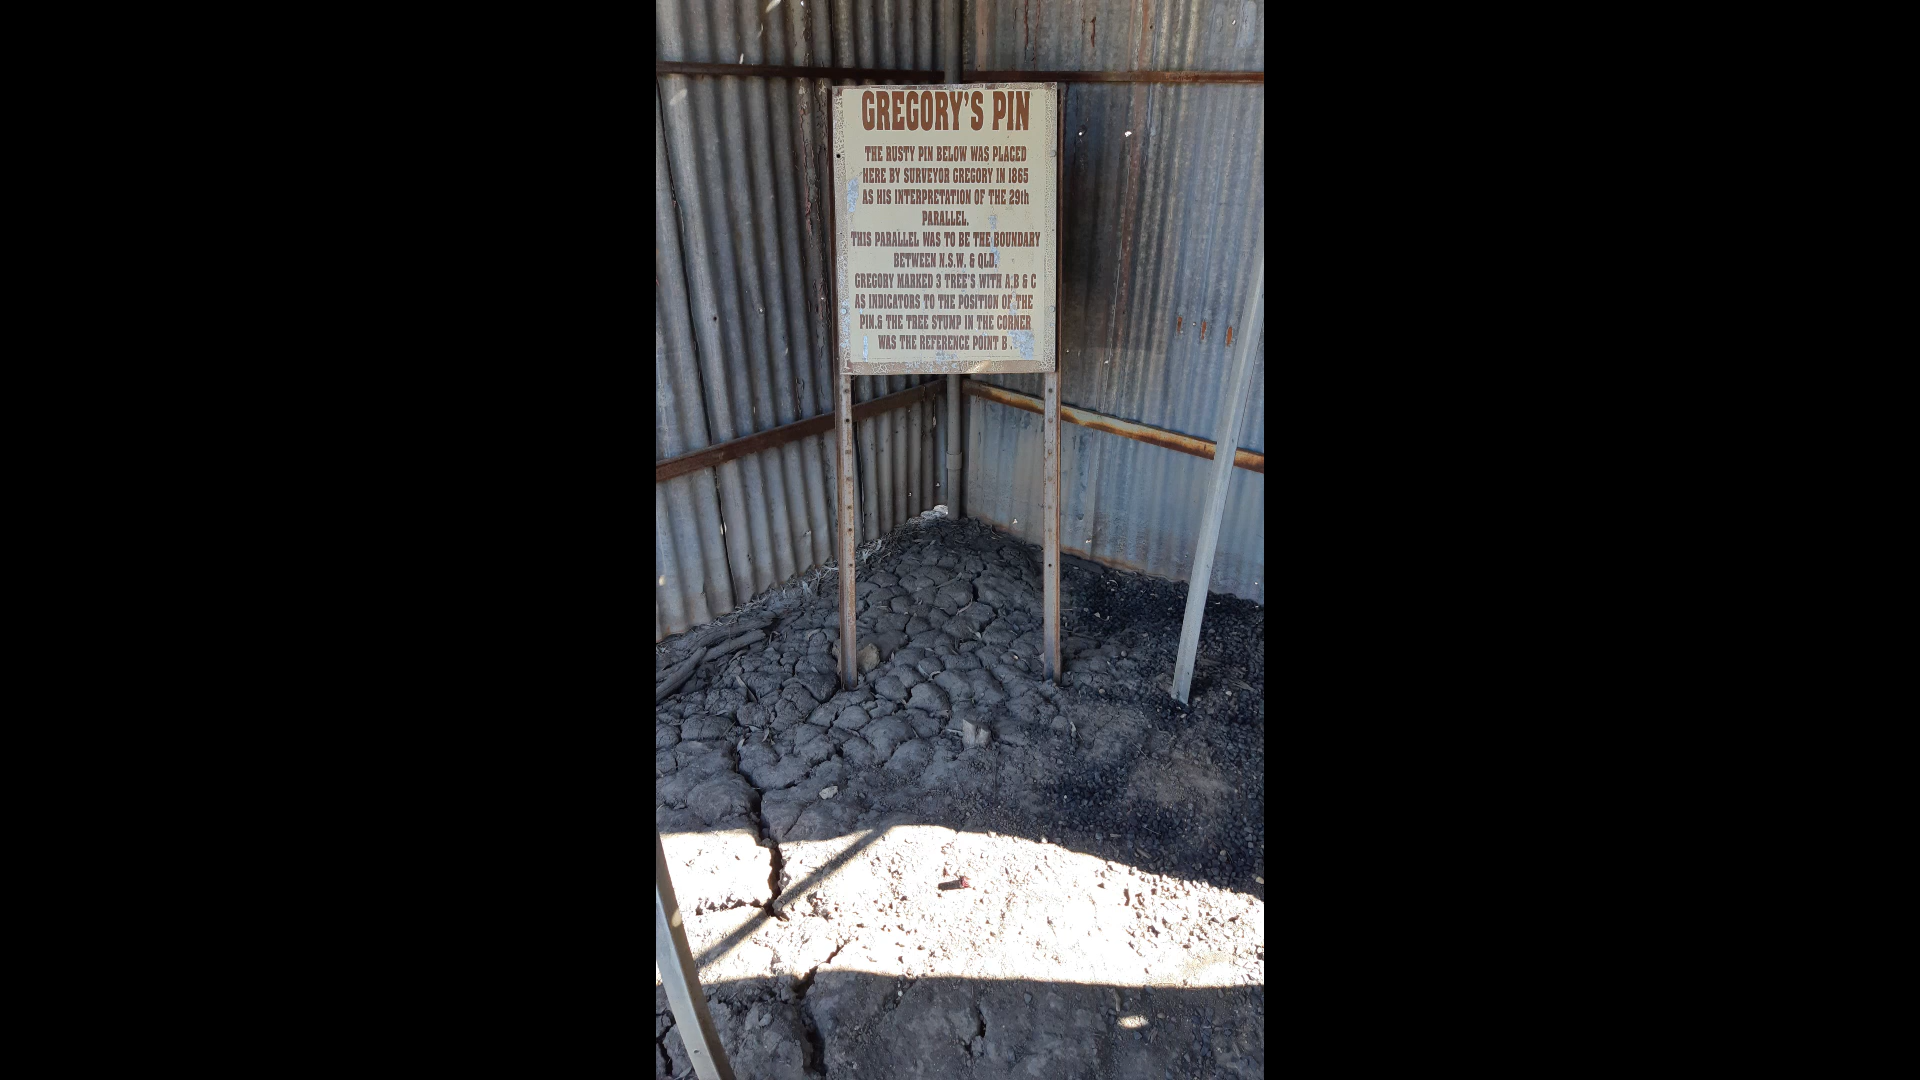 GREGORY'S PIN
THE RUSTY PIN BELOW WAS PLACED
HERE BY SURVEYOR GREGORY IN 1865
AS HIS INTERPRETATION OF THE 29th
PARALLEL.
THIS PARALLEL WAS TO BE THE BOUNDARY
BETWEEN N.S.W. & QLD.
GREGORY MARKED 3 TREE'S WITH A.B & C
AS INDICATORS TO THE POSITION OF THE
PIN.& THE TREE STUMP IN THE CORNER
WAS THE REFERENCE POINT B .